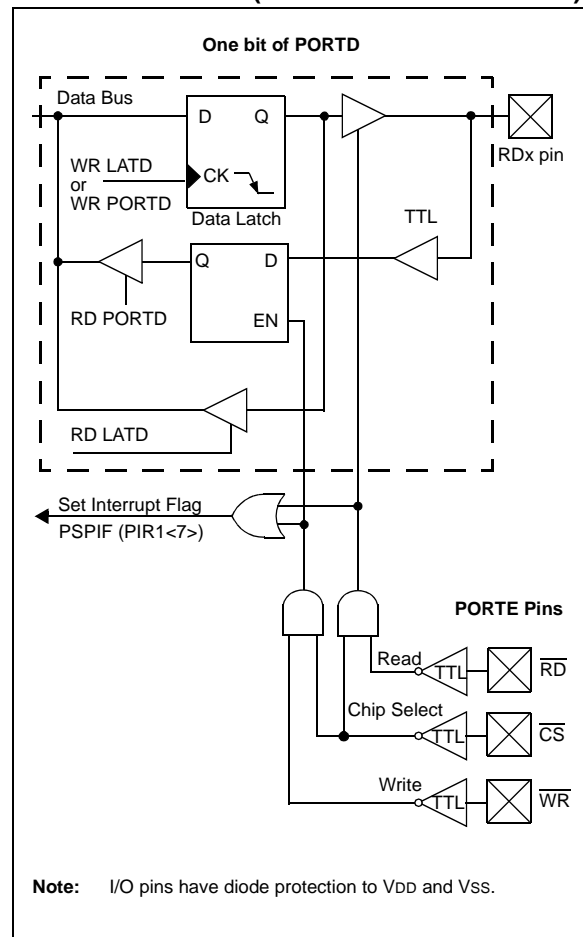 One bit of PORTD
Data Bus
D Q
RDx pin
WR LATD
or
WR PORTD
CK
Data Latch
TTL
Q D
RD PORTD
EN
RD LATD
Set Interrupt Flag
PSPIF (PIR1<7>)
PORTE Pins
Read
TTL
RD
Chip Select
TTL
CS
Write
TTL
WR
Note: I/O pins have diode protection to VDD and VSS.